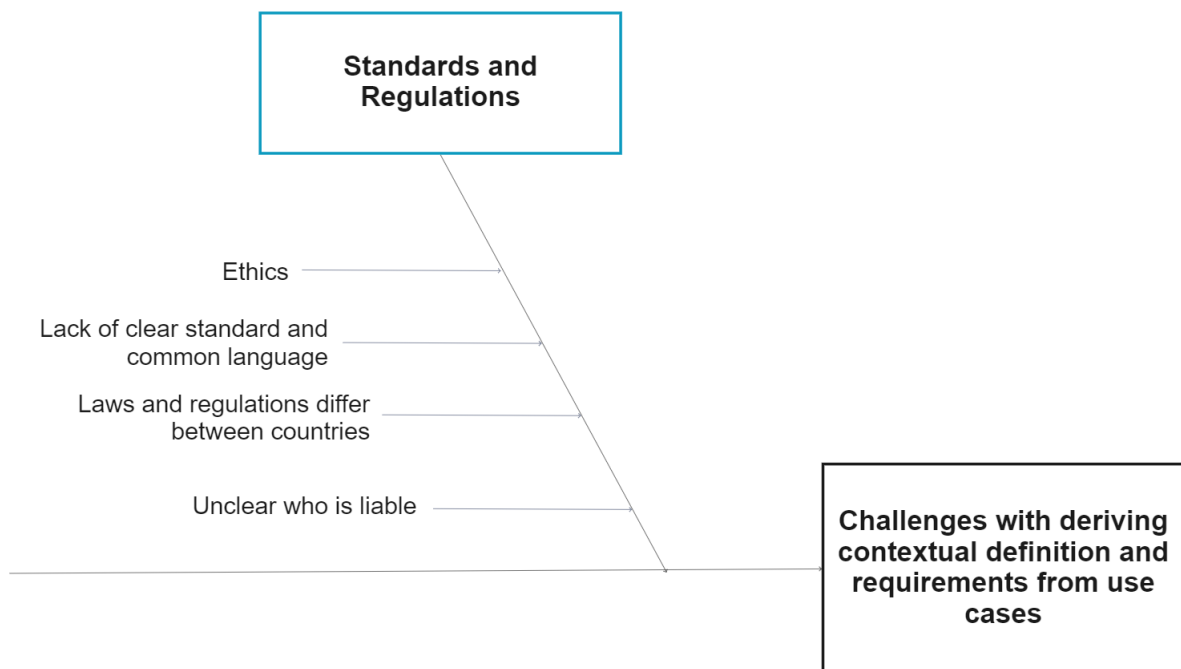 Standards and
Regulations
Ethics
Lack of clear standard and
common language
Laws and regulations differ
between countries
Unclear who is liable
Challenges with deriving
contextual definition and
requirements from use
cases